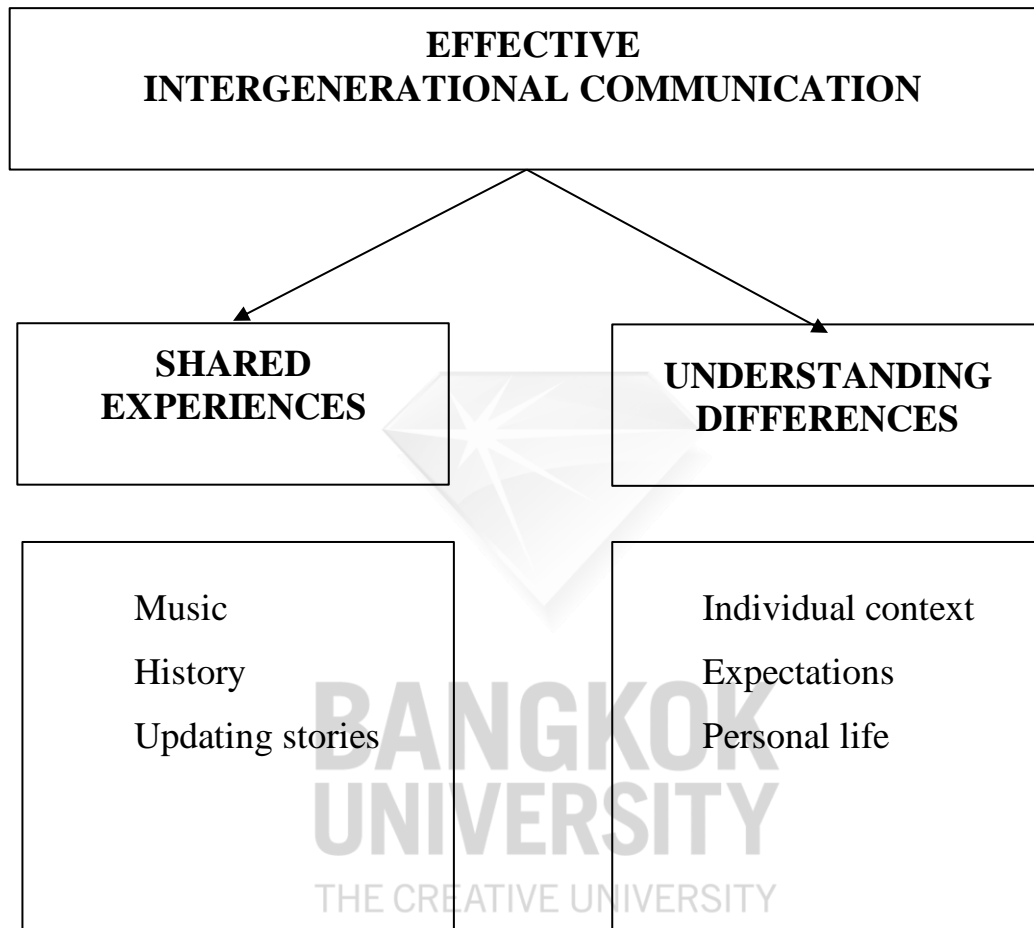 EFFECTIVE
INTERGENERATIONAL COMMUNICATION
SHARED
EXPERIENCES
UNDERSTANDING
DIFFERENCES
Music
History
Updating stories
Individual context
Expectations
Personal life
BANGKOK
UNIVERSITY
THE CREATIVE UNIVERSITY